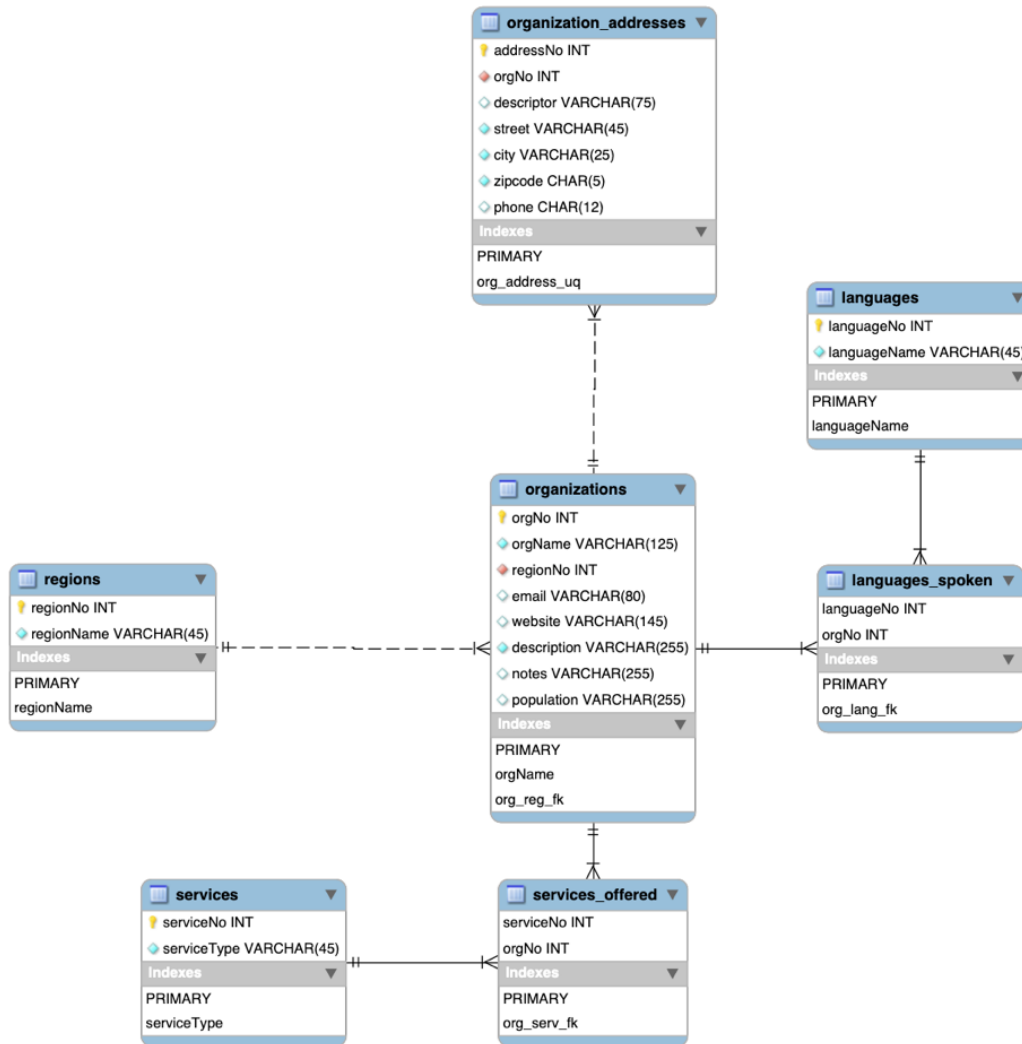 organization_addresses
addressNo INT
orgNo INT
descriptor VARCHAR(75)
street VARCHAR(45)
city VARCHAR(25)
zipcode CHAR(5)
phone CHAR(12)
Indexes
PRIMARY
org_address_uq
languages
languageNo INT
languageName VARCHAR(45)
Indexes
PRIMARY
languageName
organizations
orgNo INT
orgName VARCHAR(125)
regionNo INT
email VARCHAR(80)
website VARCHAR(145)
description VARCHAR(255)
notes VARCHAR(255)
population VARCHAR(255)
Indexes
PRIMARY
orgName
org_reg_fk
regions
regionNo INT
regionName VARCHAR(45)
Indexes
PRIMARY
regionName
languages_spoken
languageNo INT
orgNo INT
Indexes
PRIMARY
org_lang_fk
services
serviceNo INT
serviceType VARCHAR(45)
Indexes
PRIMARY
serviceType
services_offered
serviceNo INT
orgNo INT
Indexes
PRIMARY
org_serv_fk